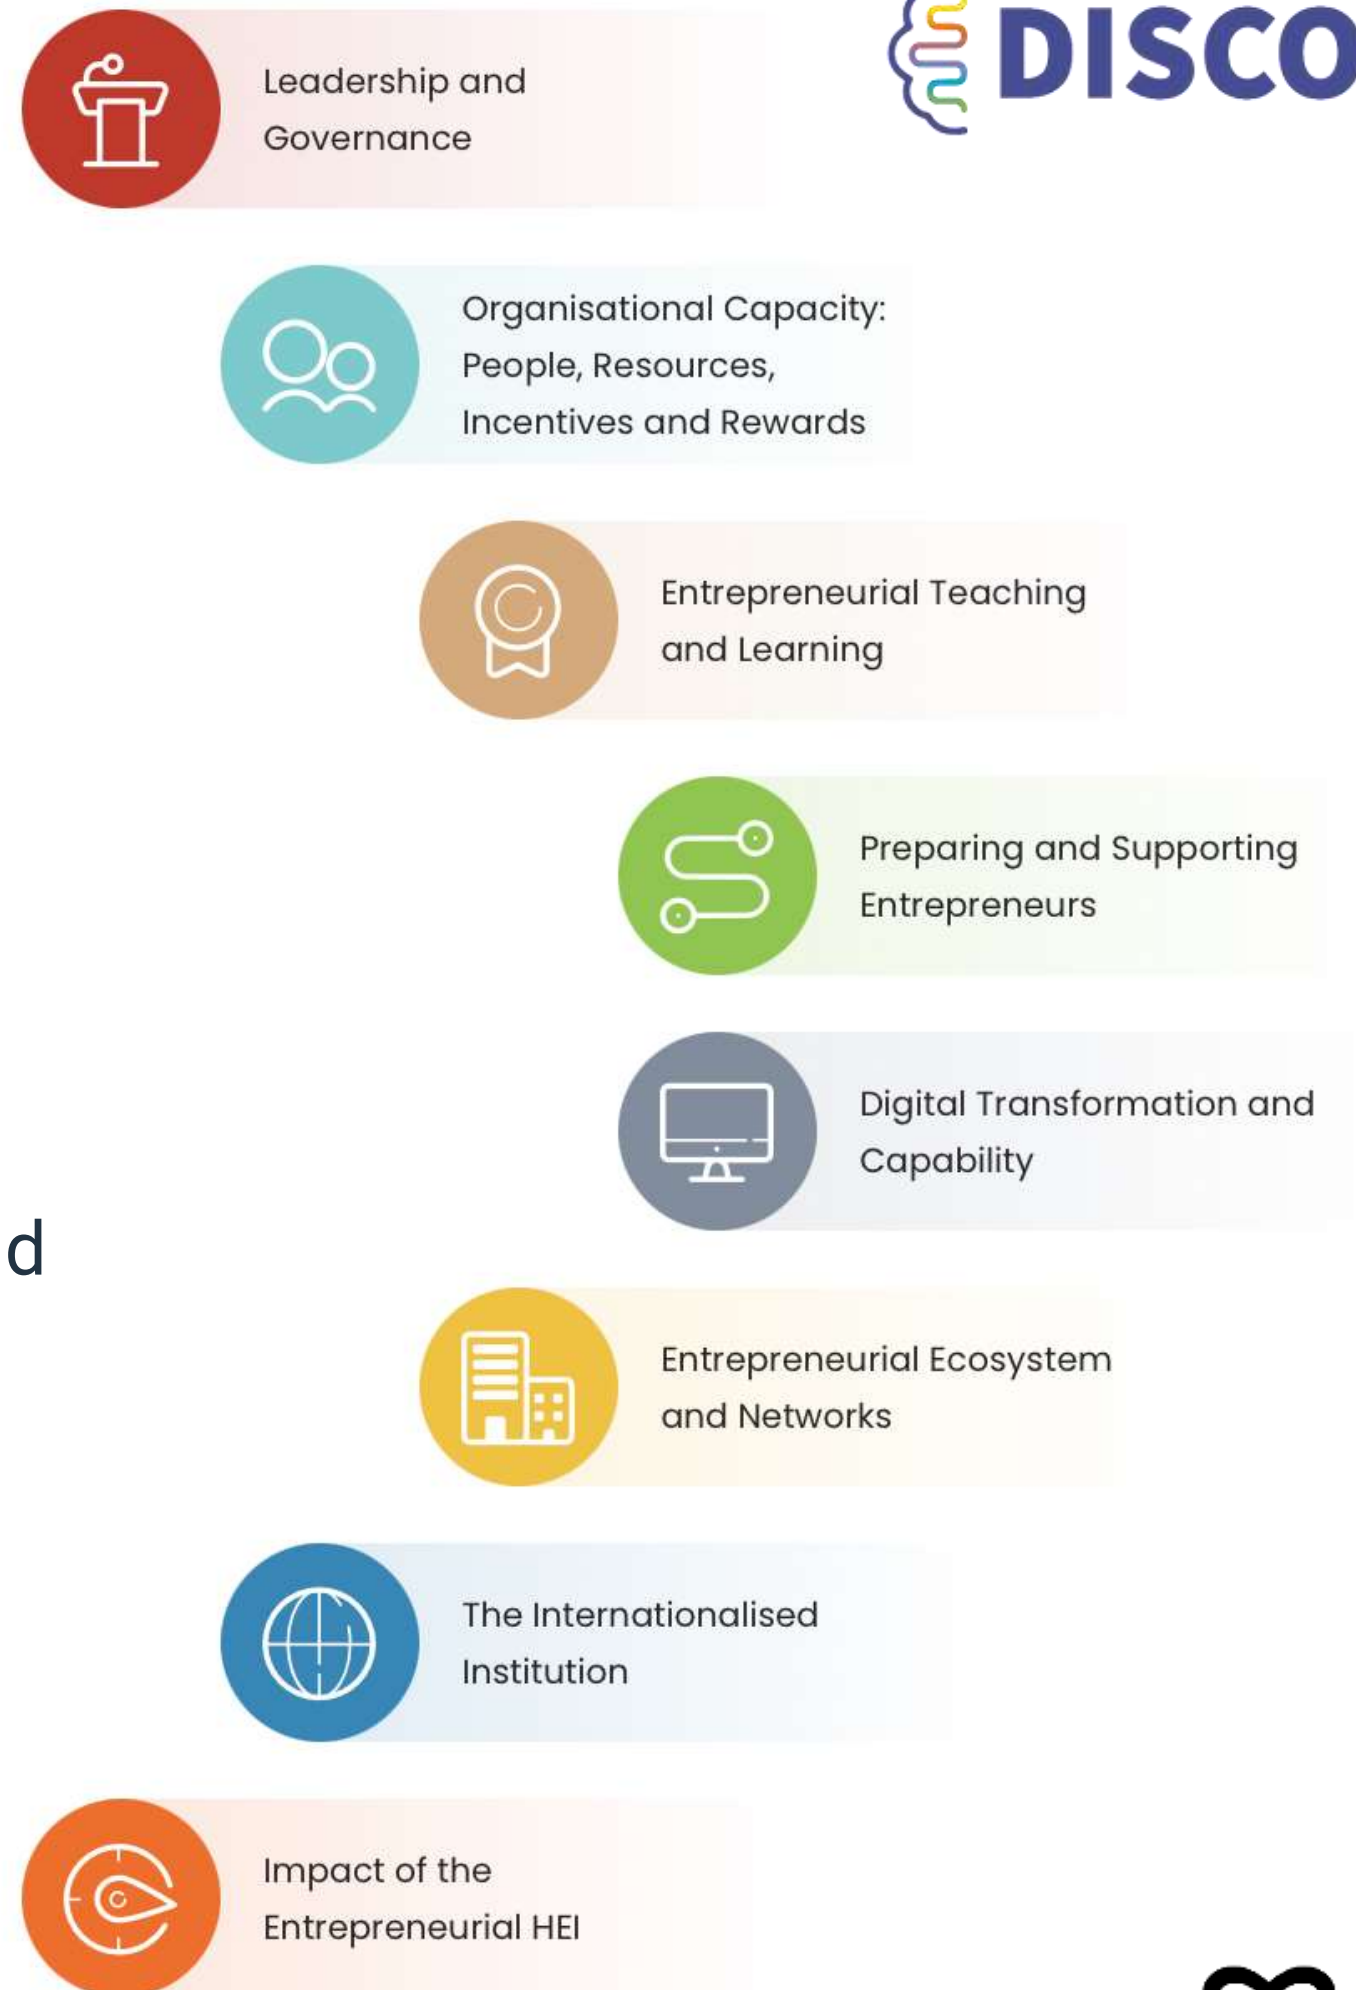 DISCO
Leadership and
Governance
Organisational Capacity:
People, Resources,
Incentives and Rewards
Entrepreneurial Teaching
and Learning
Preparing and Supporting
Entrepreneurs
Digital Transformation and
Capability
d
Entrepreneurial Ecosystem
and Networks
The Internationalised
Institution
Impact of the
Entrepreneurial HEI